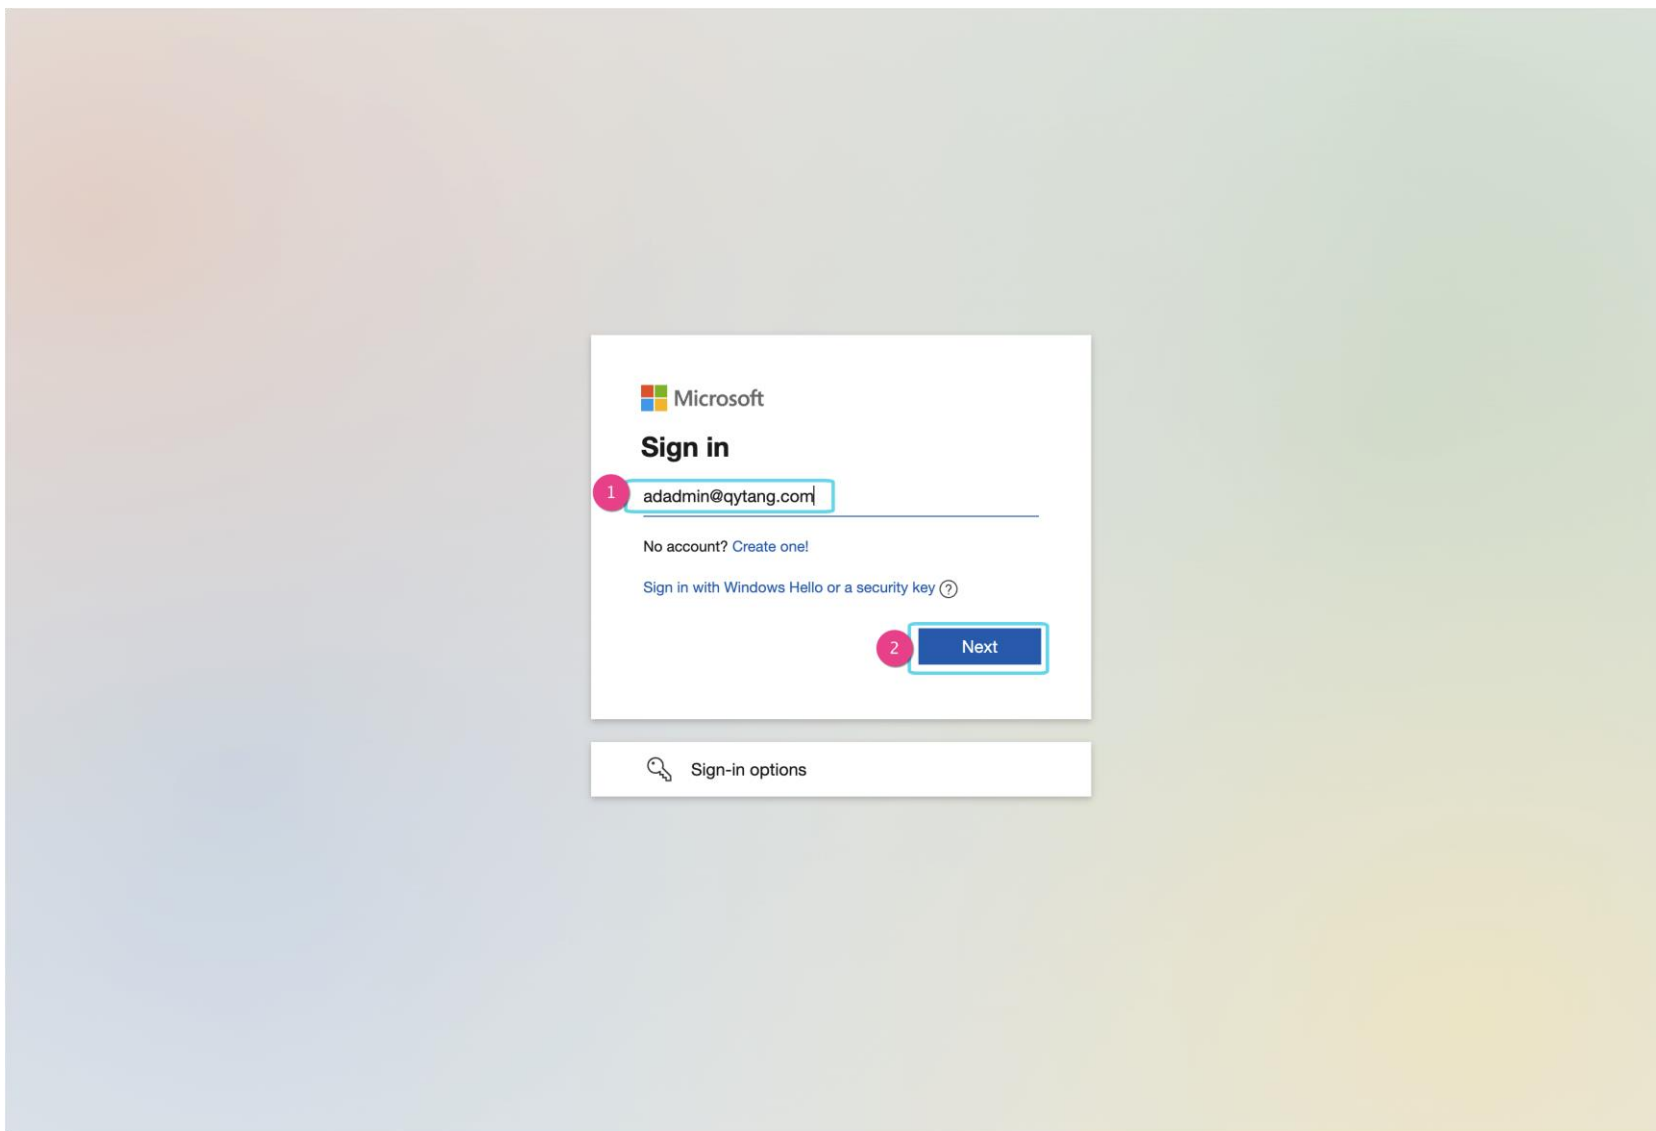 Microsoft
Sign in
1
adadmin@qytang.com
No account? Create one!
Sign in with Windows Hello or a security key ?
2
Next
Sign-in options